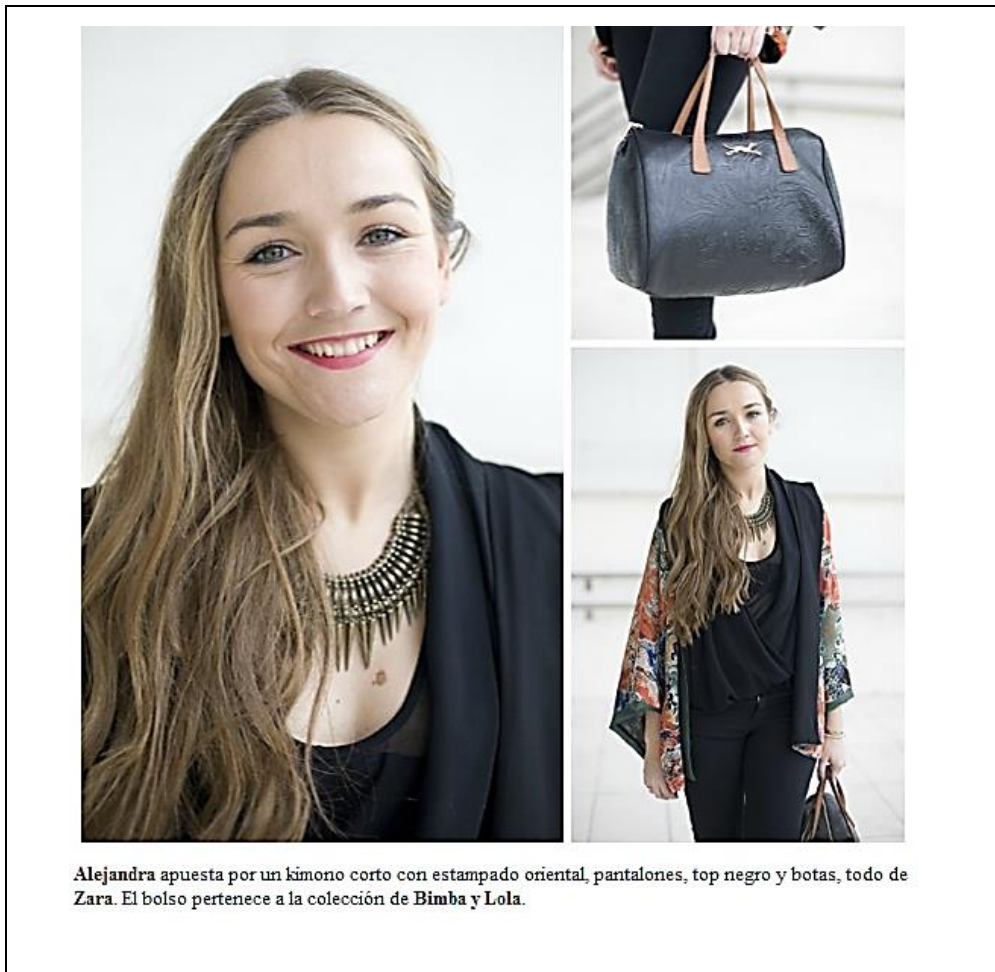 Alejandra apuesta por un kimono corto con estampado oriental, pantalones, top negro y botas, todo de
Zara. El bolso pertenece a la colección de Bimba y Lola.